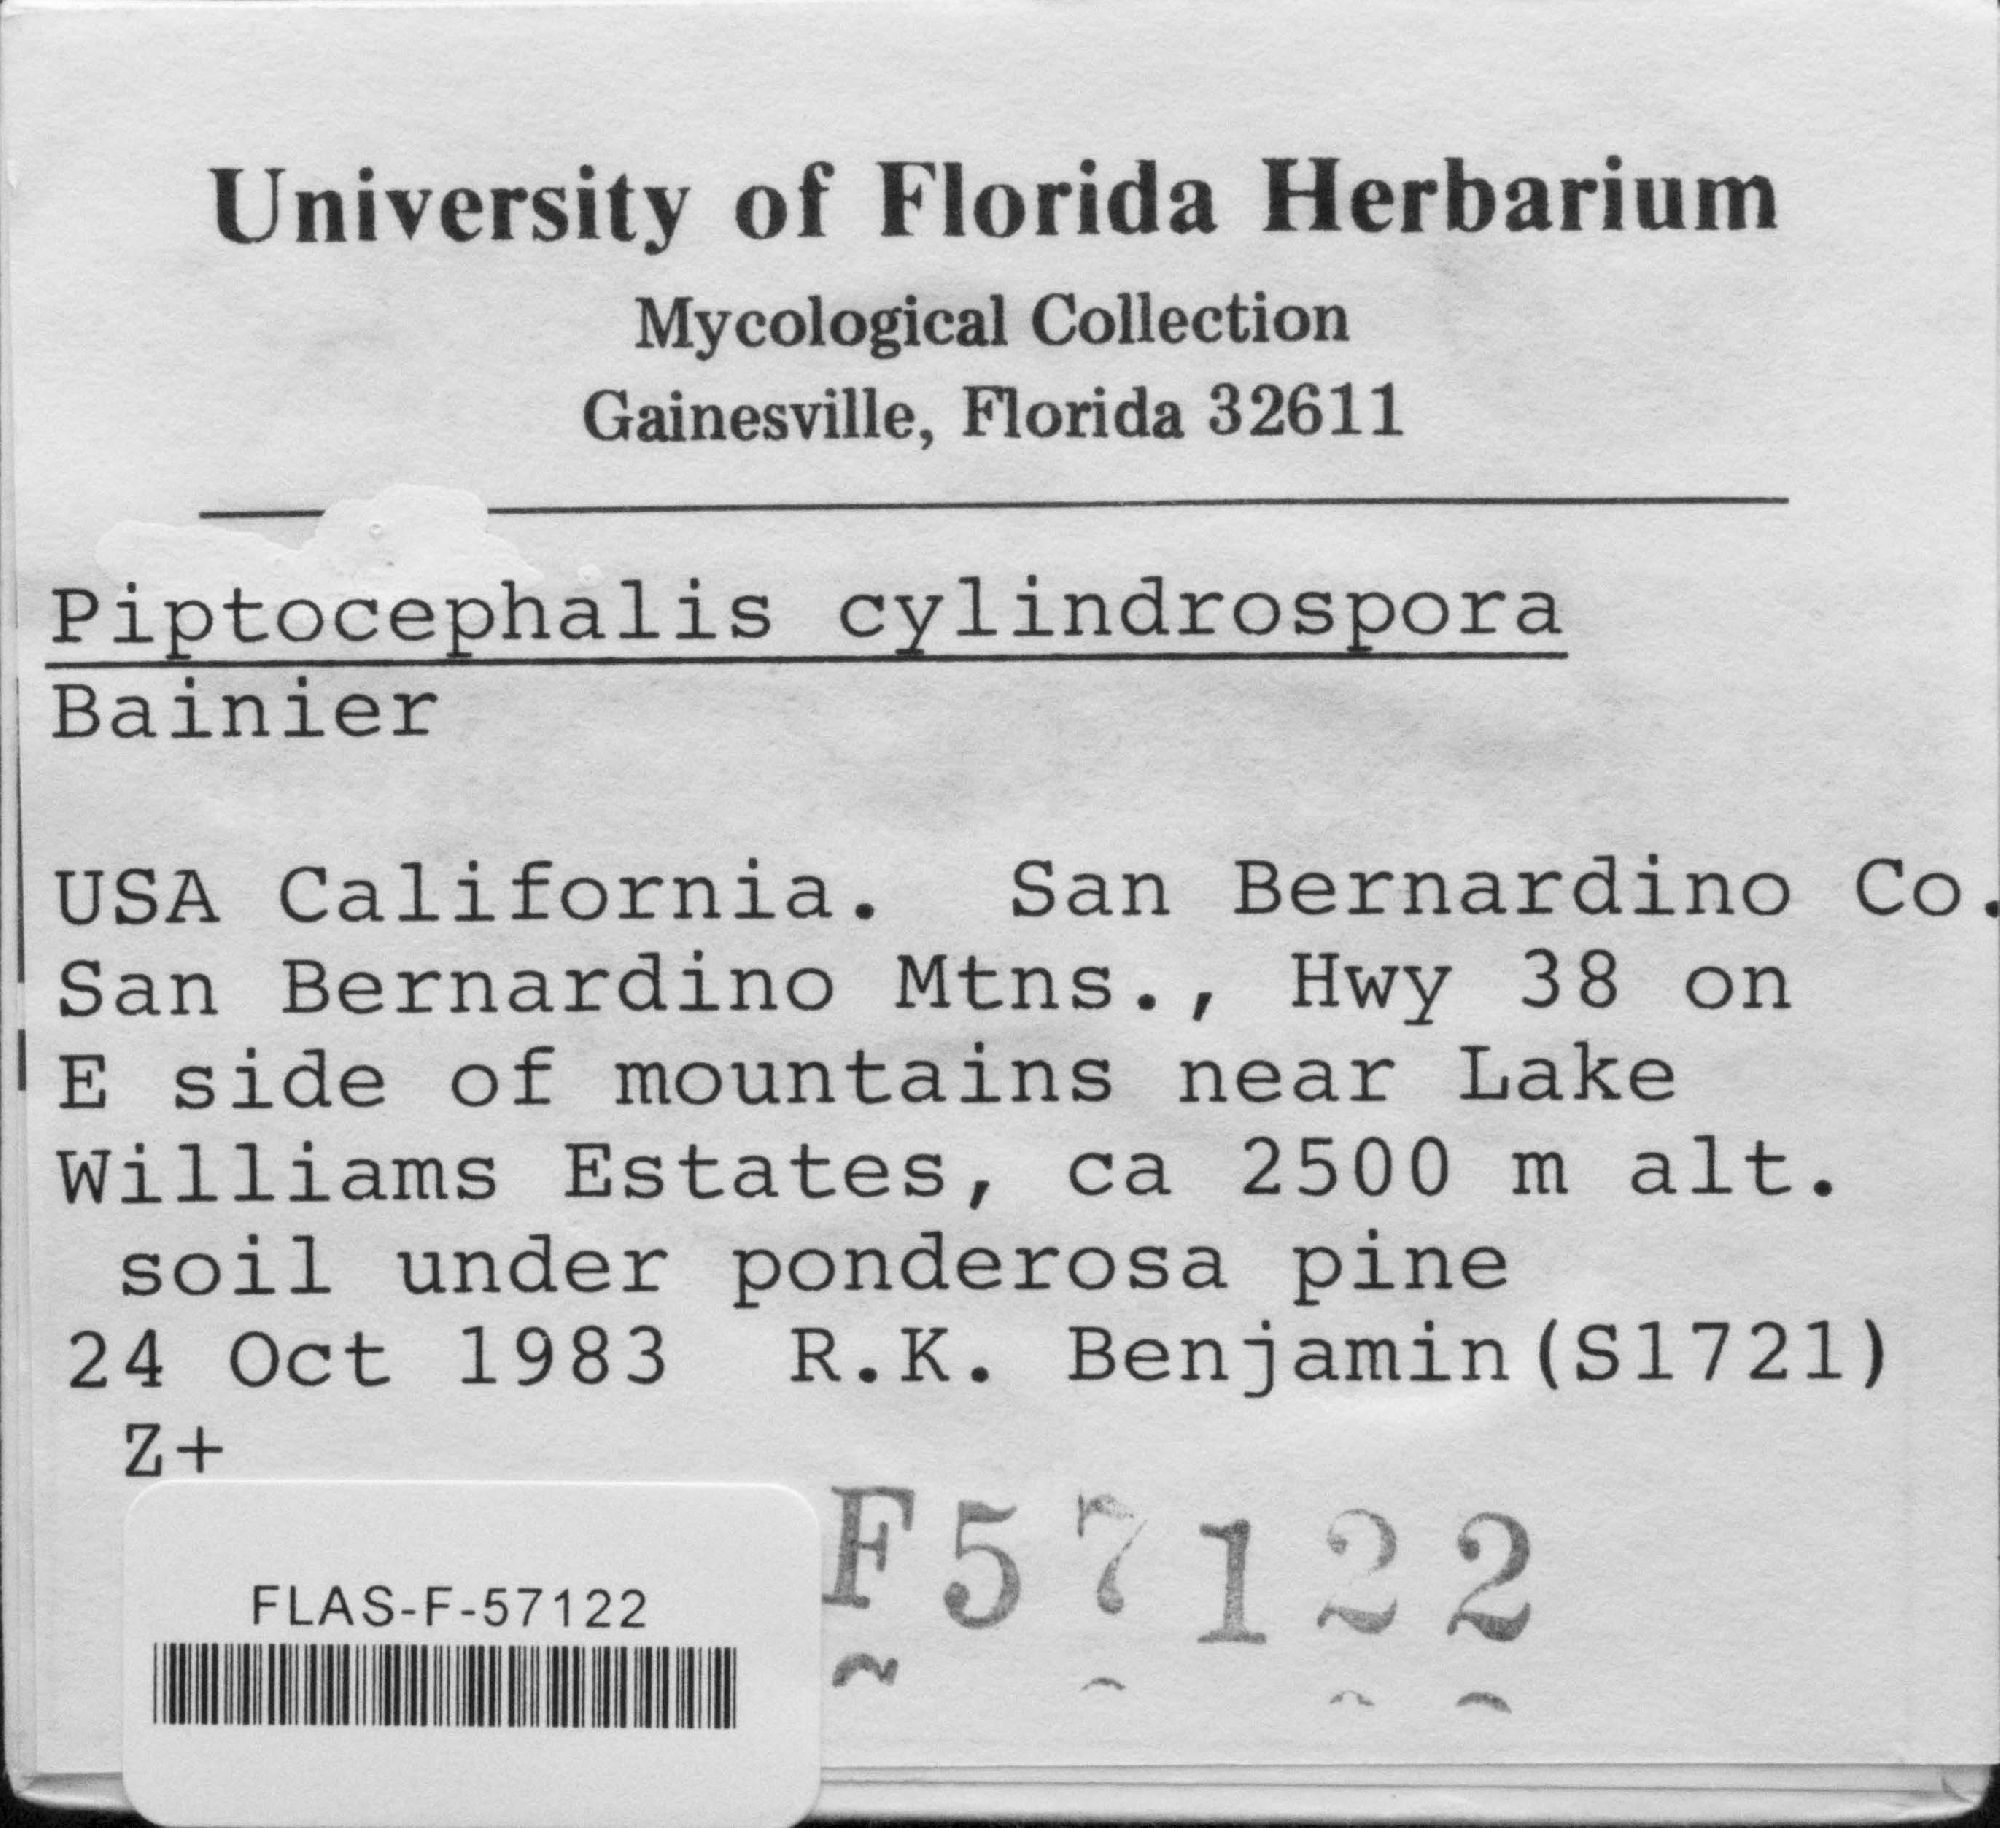 University of Florida Herbarium
Mycological Collection
Gainesville, Florida 32611
Piptocephalis cylindrospora
Bainier
USA California. San Bernardino Co.
San Bernardino Mtns., Hwy 38 on
E side of mountains near Lake
Williams Estates, ca 2500 m alt.
soil under ponderosa pine
24 Oct 1983 R.K. Benjamin(S1721)
Z+
F57122
FLAS-F-57122